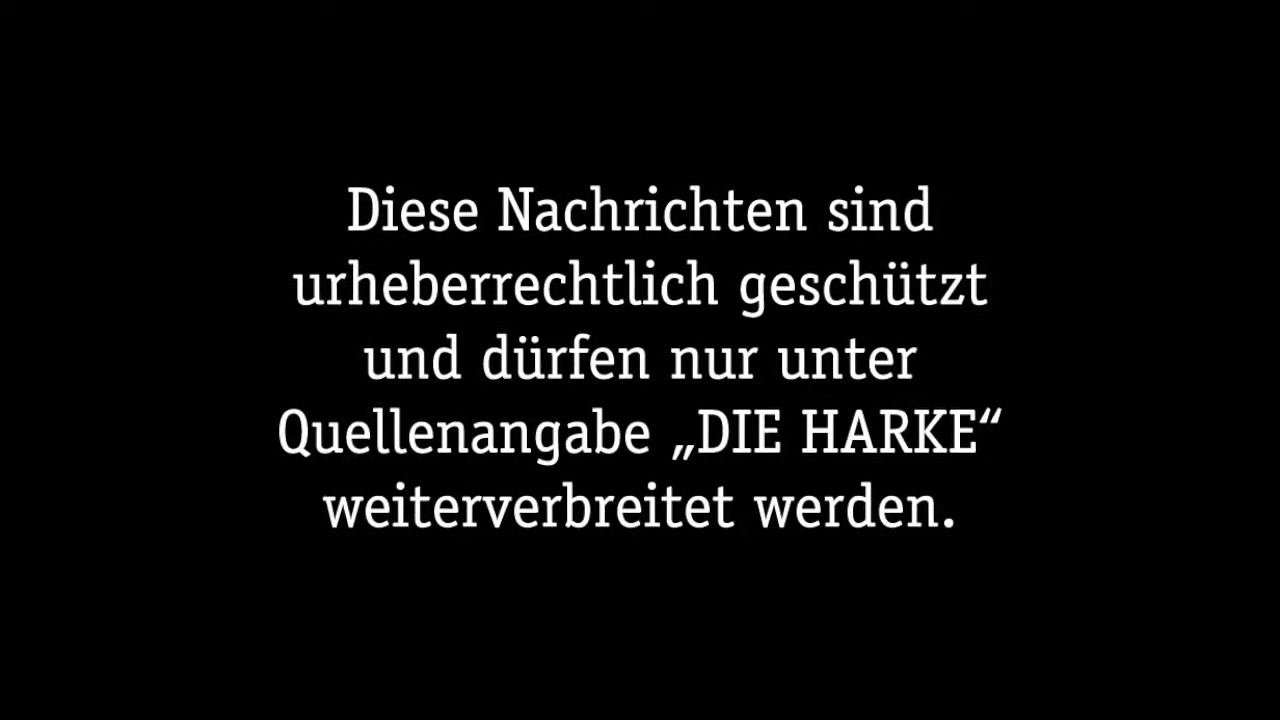 Diese Nachrichten sind
urheberrechtlich geschützt
und dürfen nur unter
Quellenangabe „DIE HARKE“
weiterverbreitet werden.